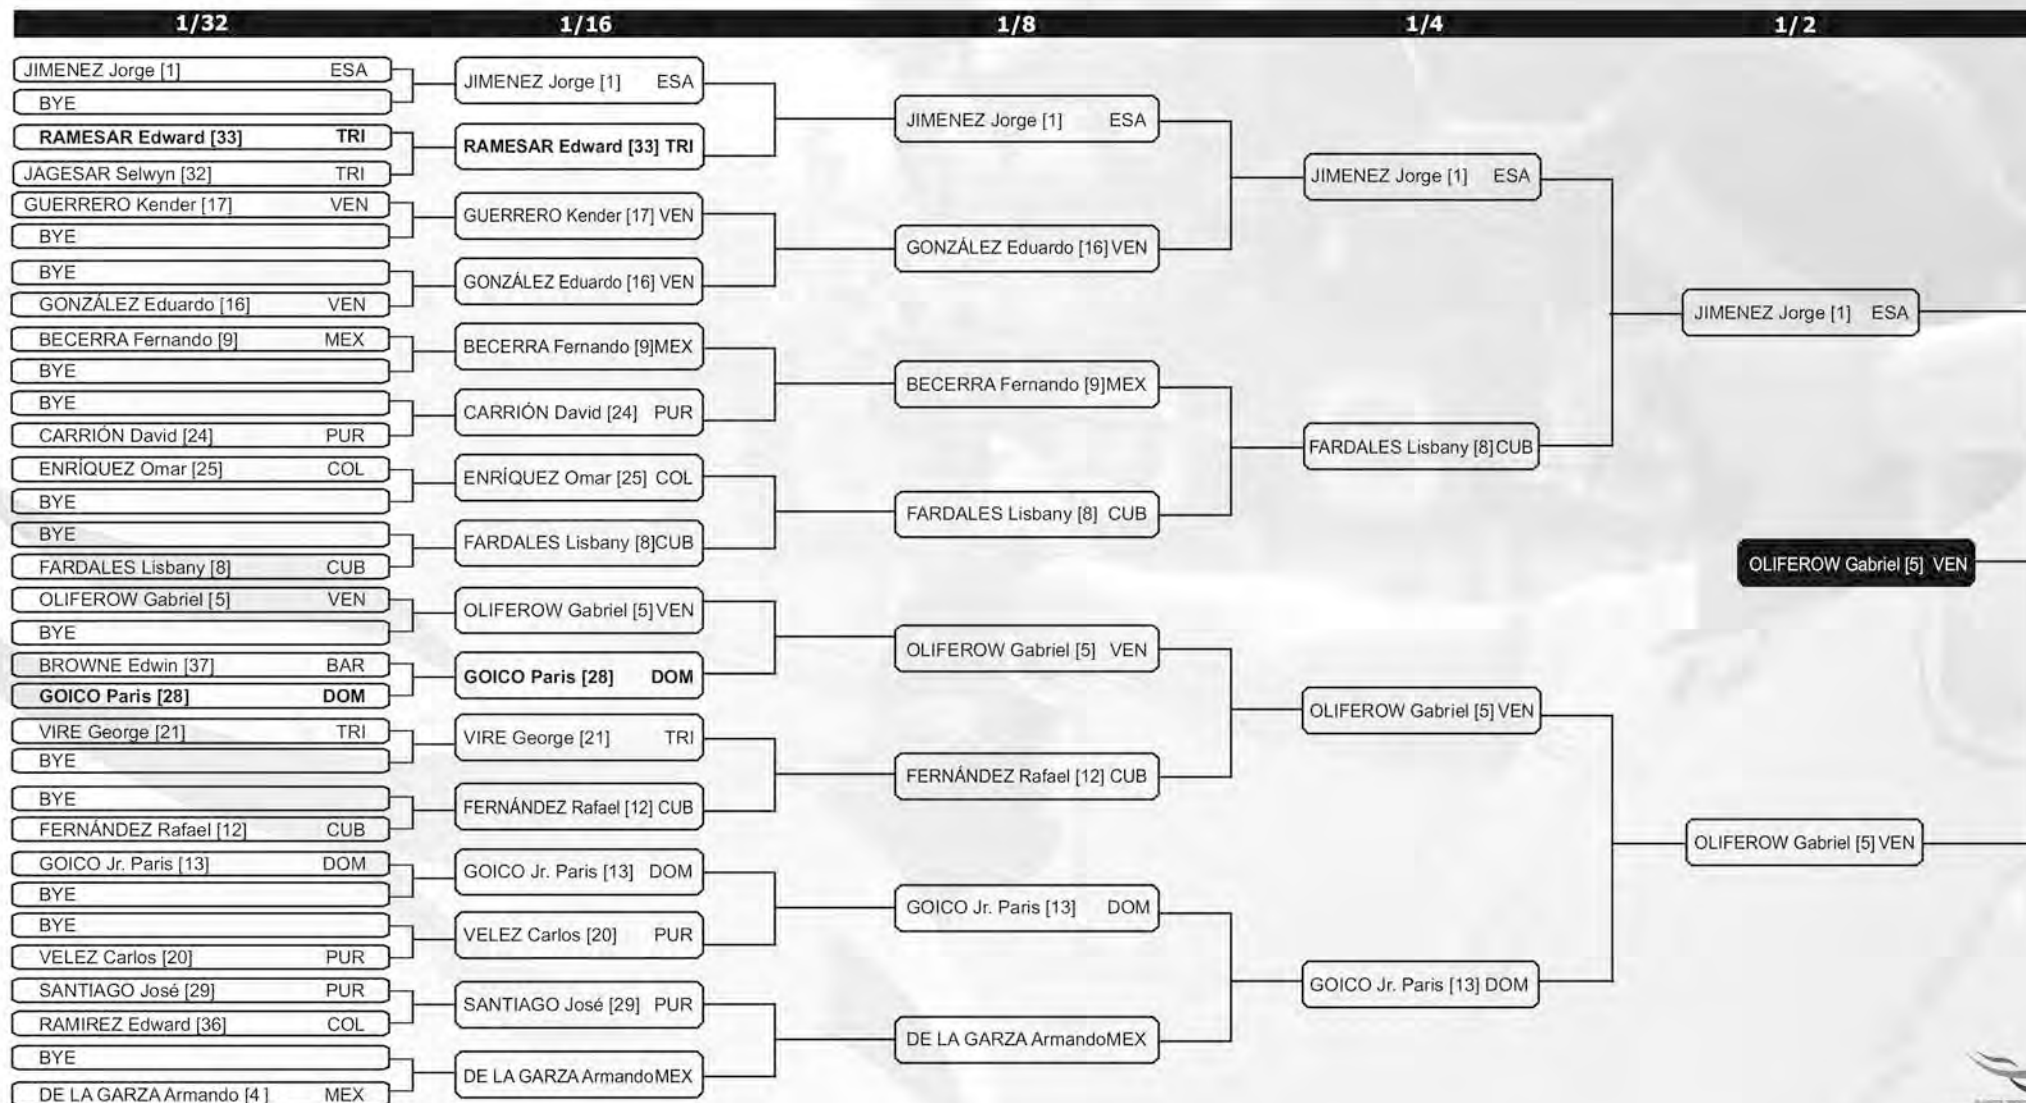 1/32 1/16 1/8 1/4 1/2
JIMENEZ Jorge [1] ESA
BYE
RAMESAR Edward [33] TRI
JAGESAR Selwyn [32] TRI
GUERRERO Kender [17] VEN
BYE
BYE
GONZÁLEZ Eduardo [16] VEN
BECERRA Fernando [9] MEX
BYE
BYE
CARRIÓN David [24] PUR
ENRÍQUEZ Omar [25] COL
BYE
BYE
FARDALES Lisbany [8] CUB
OLIFEROW Gabriel [5] VEN
BYE
BROWNE Edwin [37] BAR
GOICO Paris [28] DOM
VIRE George [21] TRI
BYE
BYE
FERNÁNDEZ Rafael [12] CUB
GOICO Jr. Paris [13] DOM
BYE
BYE
VELEZ Carlos [20] PUR
SANTIAGO José [29] PUR
RAMIREZ Edward [36] COL
BYE
DE LA GARZA Armando [4 ] MEX
JIMENEZ Jorge [1] ESA
RAMESAR Edward [33] TRI
GUERRERO Kender [17] VEN
GONZÁLEZ Eduardo [16] VEN
BECERRA Fernando [9]MEX
CARRIÓN David [24] PUR
ENRÍQUEZ Omar [25] COL
FARDALES Lisbany [8]CUB
OLIFEROW Gabriel [5] VEN
GOICO Paris [28] DOM
VIRE George [21] TRI
FERNÁNDEZ Rafael [12] CUB
GOICO Jr. Paris [13] DOM
VELEZ Carlos [20] PUR
SANTIAGO José [29] PUR
DE LA GARZA Armando MEX
JIMENEZ Jorge [1] ESA
GONZÁLEZ Eduardo [16] VEN
BECERRA Fernando [9]MEX
FARDALES Lisbany [8] CUB
OLIFEROW Gabriel [5] VEN
FERNÁNDEZ Rafael [12] CUB
GOICO Jr. Paris [13] DOM
DE LA GARZA ArmandoMEX
JIMENEZ Jorge [1] ESA
FARDALES Lisbany [8] CUB
OLIFEROW Gabriel [5] VEN
GOICO Jr. Paris [13] DOM
JIMENEZ Jorge [1] ESA
OLIFEROW Gabriel [5] VEN
OLIFEROW Gabriel [5] VEN